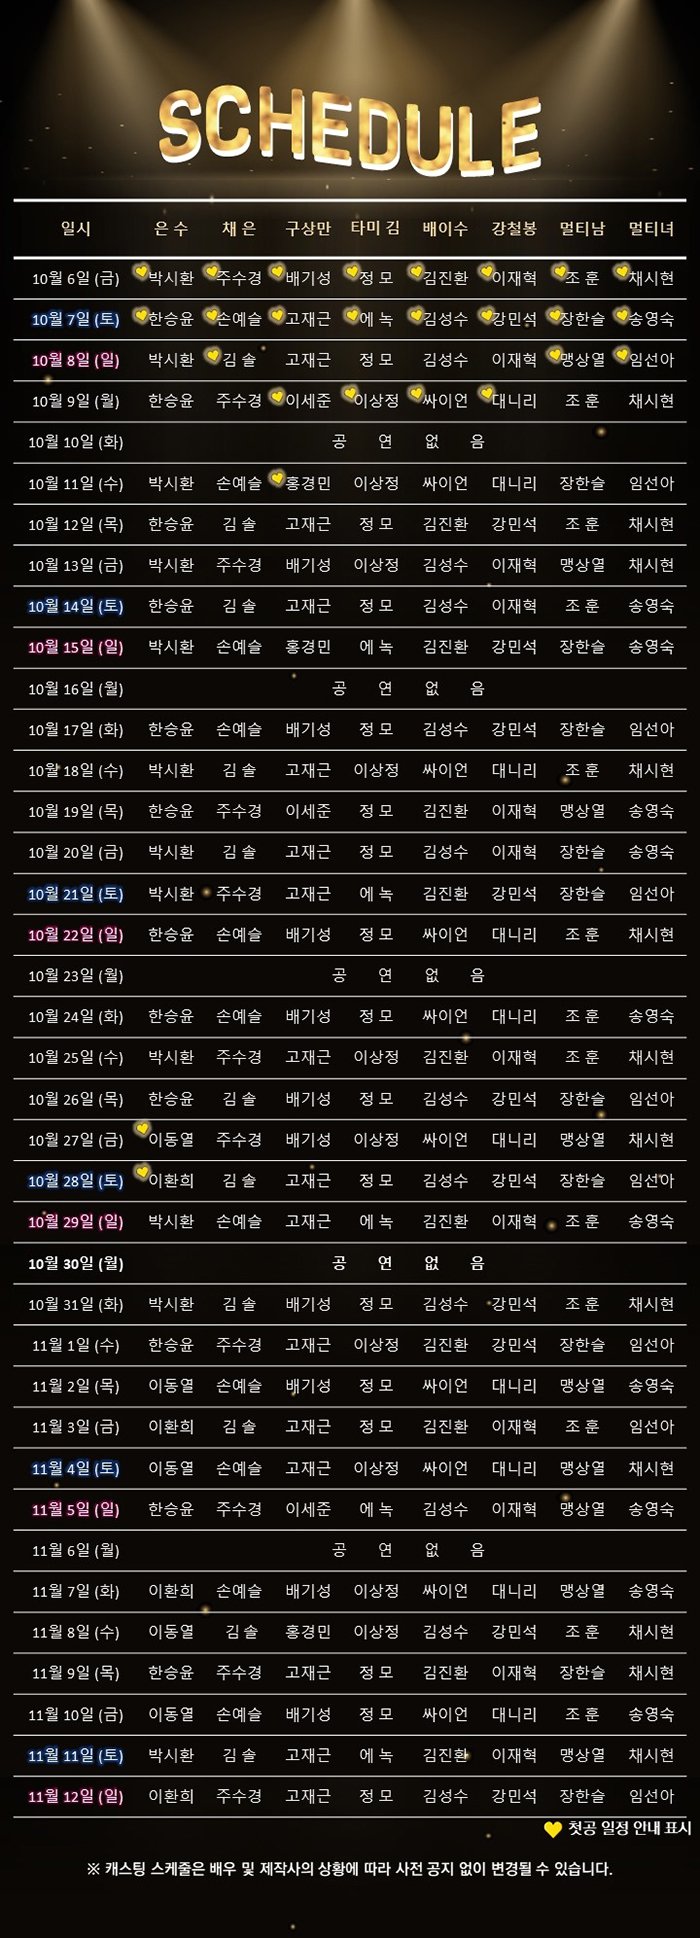 SCHEDULE
일시 은 수 채 은 구상만 타미 김 배이수 강철봉 멀티남 멀티녀
10월 6일 (금) 박시환 주수경 배기성 정 모 김진환 이재혁 조 훈 채시현
10월 7일 (토) 한승윤 손예슬 고재근 에 녹 김성수 강민석 장한슬 송영숙
10월 8일 (일) 박시환 김 솔 고재근 정 모 김성수 이재혁 맹상열 임선아
10월 9일 (월) 한승윤 주수경 이세준 이상정 싸이언 대니리 조 훈 채시현
10월 10일 (화) 공 연 없 음
10월 11일 (수) 박시환 손예슬 홍경민 이상정 싸이언 대니리 장한슬 임선아
10월 12일 (목) 한승윤 김 솔 고재근 정 모 김진환 강민석 조 훈 채시현
10월 13일 (금) 박시환 주수경 배기성 이상정 김성수 이재혁 맹상열 채시현
10월 14일 (토) 한승윤 김 솔 고재근 정 모 김성수 이재혁 조 훈 송영숙
10월 15일 (일) 박시환 손예슬 홍경민 에 녹 김진환 강민석 장한슬 송영숙
10월 16일 (월) 공 연 없 음
10월 17일 (화) 한승윤 손예슬 배기성 정 모 김성수 강민석 장한슬 임선아
10월 18일 (수) 박시환 김 솔 고재근 이상정 싸이언 대니리 조 훈 채시현
10월 19일 (목) 한승윤 주수경 이세준 정 모 김진환 이재혁 맹상열 송영숙
10월 20일 (금) 박시환 김 솔 고재근 정 모 김성수 이재혁 장한슬 송영숙
10월 21일 (토) 박시환 주수경 고재근 에 녹 김진환 강민석 장한슬 임선아
10월 22일 (일) 한승윤 손예슬 배기성 정 모 싸이언 대니리 조 훈 채시현
10월 23일 (월) 공 연 없 음
10월 24일 (화) 한승윤 손예슬 배기성 정 모 싸이언 대니리 조 훈 송영숙
10월 25일 (수) 박시환 주수경 고재근 이상정 김진환 이재혁 조 훈 채시현
10월 26일 (목) 한승윤 김 솔 고재근 정 모 김성수 강민석 장한슬 임선아
10월 27일 (금) 이동열 주수경 배기성 이상정 싸이언 대니리 맹상열 채시현
10월 28일 (토) 이환희 김 솔 고재근 정 모 김성수 강민석 장한슬 임선아
10월 29일 (일) 박시환 손예슬 고재근 에 녹 김진환 이재혁 조 훈 송영숙
10월 30일 (월) 공 연 없 음
10월 31일 (화) 박시환 김 솔 배기성 정 모 김성수 강민석 조 훈 채시현
11월 1일 (수) 한승윤 주수경 고재근 이상정 김진환 강민석 장한슬 임선아
11월 2일 (목) 이동열 손예슬 배기성 정 모 싸이언 대니리 맹상열 송영숙
11월 3일 (금) 이환희 김 솔 고재근 정 모 김진환 이재혁 조 훈 임선아
11월 4일 (토) 이동열 손예슬 고재근 이상정 싸이언 대니리 맹상열 채시현
11월 5일 (일) 한승윤 주수경 이세준 에 녹 김성수 이재혁 맹상열 송영숙
11월 6일 (월) 공 연 없 음
11월 7일 (화) 이환희 손예슬 배기성 이상정 싸이언 대니리 맹상열 송영숙
11월 8일 (수) 이동열 김 솔 홍경민 이상정 김성수 강민석 조 훈 채시현
11월 9일 (목) 한승윤 주수경 고재근 정 모 김진환 이재혁 장한슬 채시현
11월 10일 (금) 이동열 손예슬 배기성 정 모 싸이언 대니리 조 훈 송영숙
11월 11일 (토) 박시환 김 솔 고재근 에 녹 김진환 이재혁 맹상열 채시현
11월 12일 (일) 이환희 주수경 고재근 정 모 김성수 강민석 장한슬 임선아
첫공 일정 안내 표시
※ 캐스팅 스케줄은 배우 및 제작사의 상황에 따라 사전 공지 없이 변경될 수 있습니다.